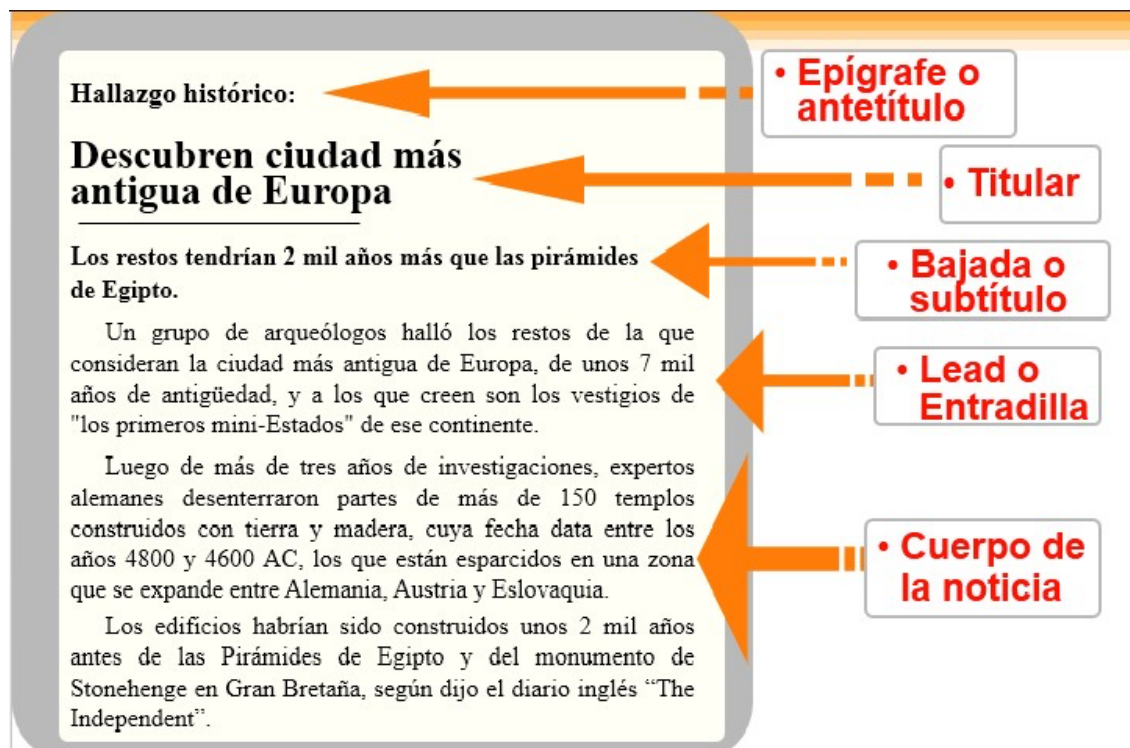 Hallazgo histórico:
Descubren ciudad más
antigua de Europa
Los restos tendrían 2 mil años más que las pirámides
de Egipto.
Un grupo de arqueólogos halló los restos de la que
consideran la ciudad más antigua de Europa, de unos 7 mil
años de antigüedad, y a los que creen son los vestigios de
"los primeros mini-Estados" de ese continente.
Luego de más de tres años de investigaciones, expertos
alemanes desenterraron partes de más de 150 templos
construidos con tierra y madera, cuya fecha data entre los
años 4800 y 4600 AC, los que están esparcidos en una zona
que se expande entre Alemania, Austria y Eslovaquia.
Los edificios habrían sido construidos unos 2 mil años
antes de las Pirámides de Egipto y del monumento de
Stonehenge en Gran Bretaña, según dijo el diario inglés “The
Independent”.
• Epígrafe o
antetítulo
• Titular
• Bajada o
subtítulo
• Lead o
Entradilla
• Cuerpo de
la noticia